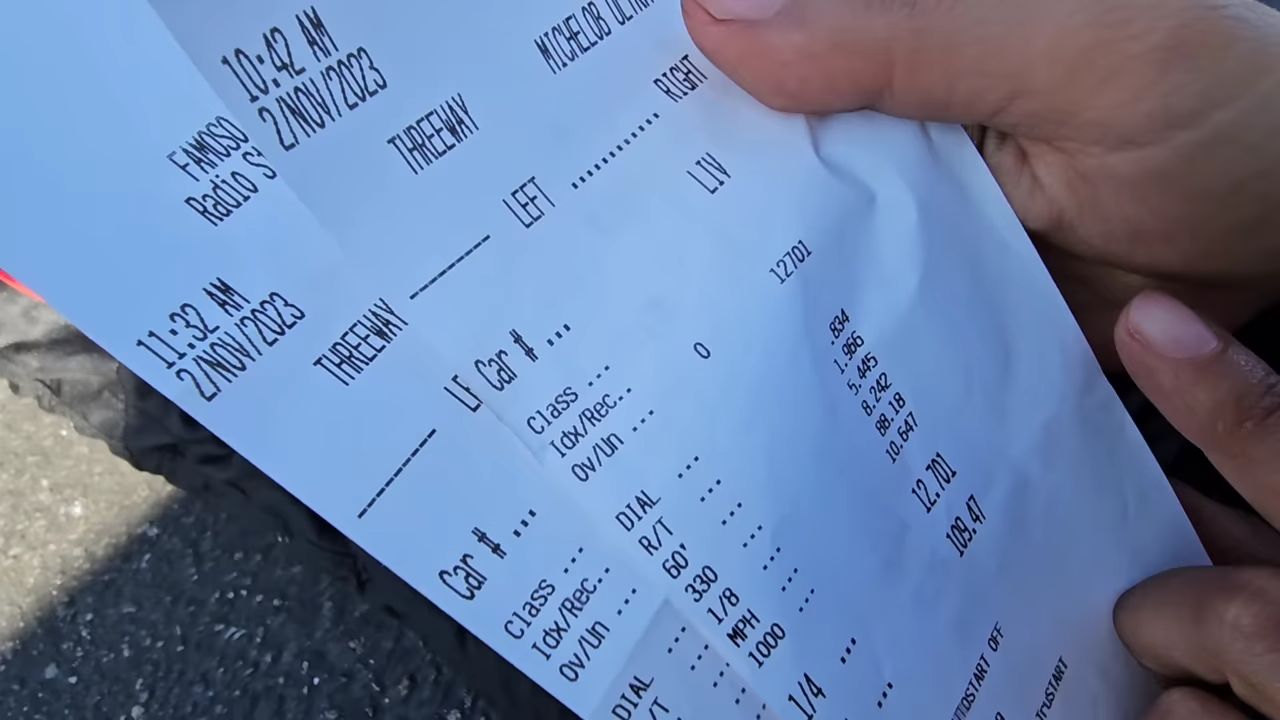 10:42 AM
2/NOV/2023
MICHELOB
THREEWAY
LEFT ........... RIGHT
----------
Car # ... LIV
Class ...
Idx/Rec.. 0 12701
Ov/Un ...
DIAL ...
R/T ... .834
60' ... 1.966
330 ... 5.445
1/8 ... 8.242
MPH 88.18
1000 10.647
1/4 ... 12.701
... 109.47
OFF
FAMOSO
Radio S
11:32 AM
2/NOV/2023
THREEWAY
----------
Car # ...
Class ...
Idx/Rec..
Ov/Un ...
DIAL ...